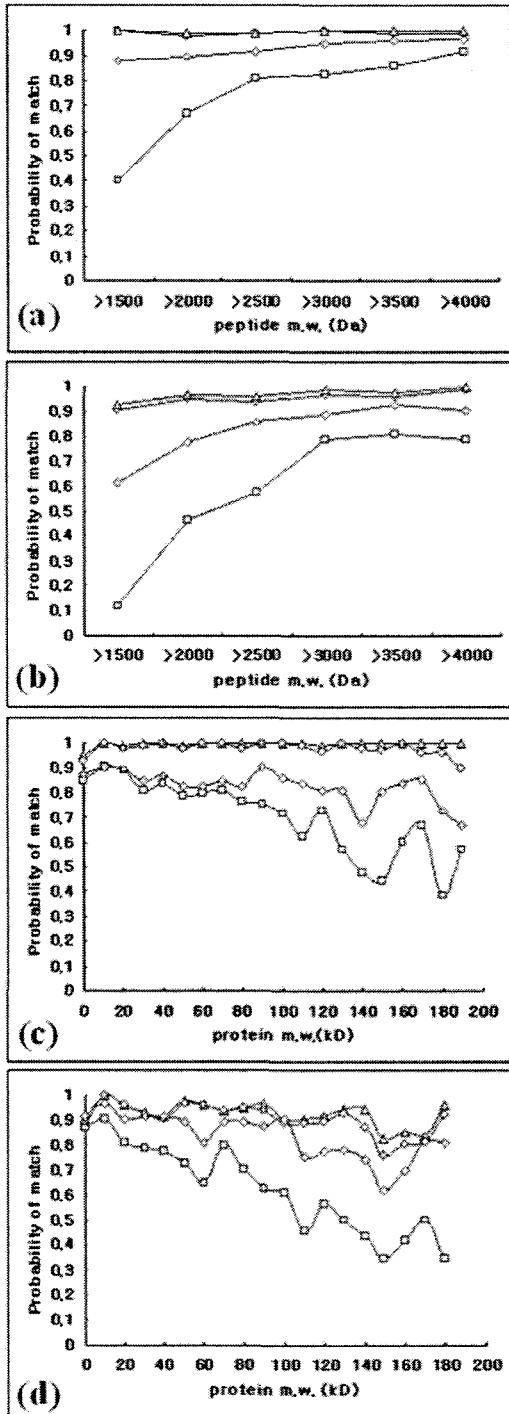 1
0,9
0,8
0,7
0,6
0,5
0,4
0,3
0,2
0,1
0
Probability of match
>1500 >2000 >2500 >3000 >3500 >4000
peptide m.w. (Da)
(a)
1
0,9
0,8
0,7
0,6
0,5
0,4
0,3
0,2
0,1
0
Probability of match
>1500 >2000 >2500 >3000 >3500 >4000
peptide m.w. (Da)
(b)
1
0,9
0,8
0,7
0,6
0,5
0,4
0,3
0,2
0,1
0
Probability of match
0 20 40 60 80 100 120 140 160 180 200
protein m.w.(kD)
(c)
1
0,9
0,8
0,7
0,6
0,5
0,4
0,3
0,2
0,1
0
Probability of match
0 20 40 60 80 100 120 140 160 180 200
protein m.w. (kD)
(d)